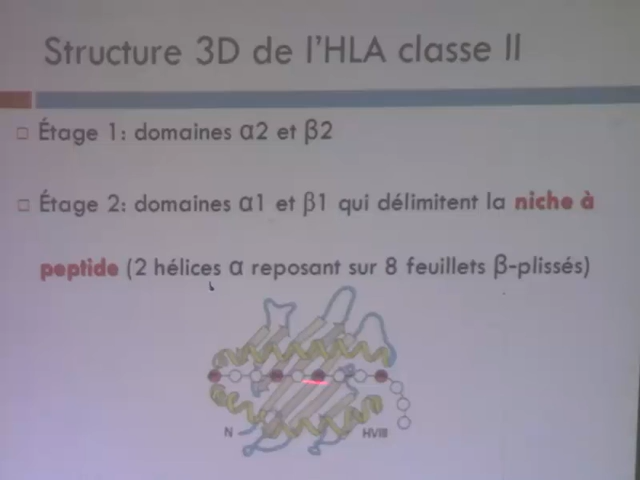 Structure 3D de l'HLA classe II
Étage 1: domaines α2 et β2
Étage 2: domaines α1 et β1 qui délimitent la niche à
peptide (2 hélices α reposant sur 8 feuillets β-plissés)
N